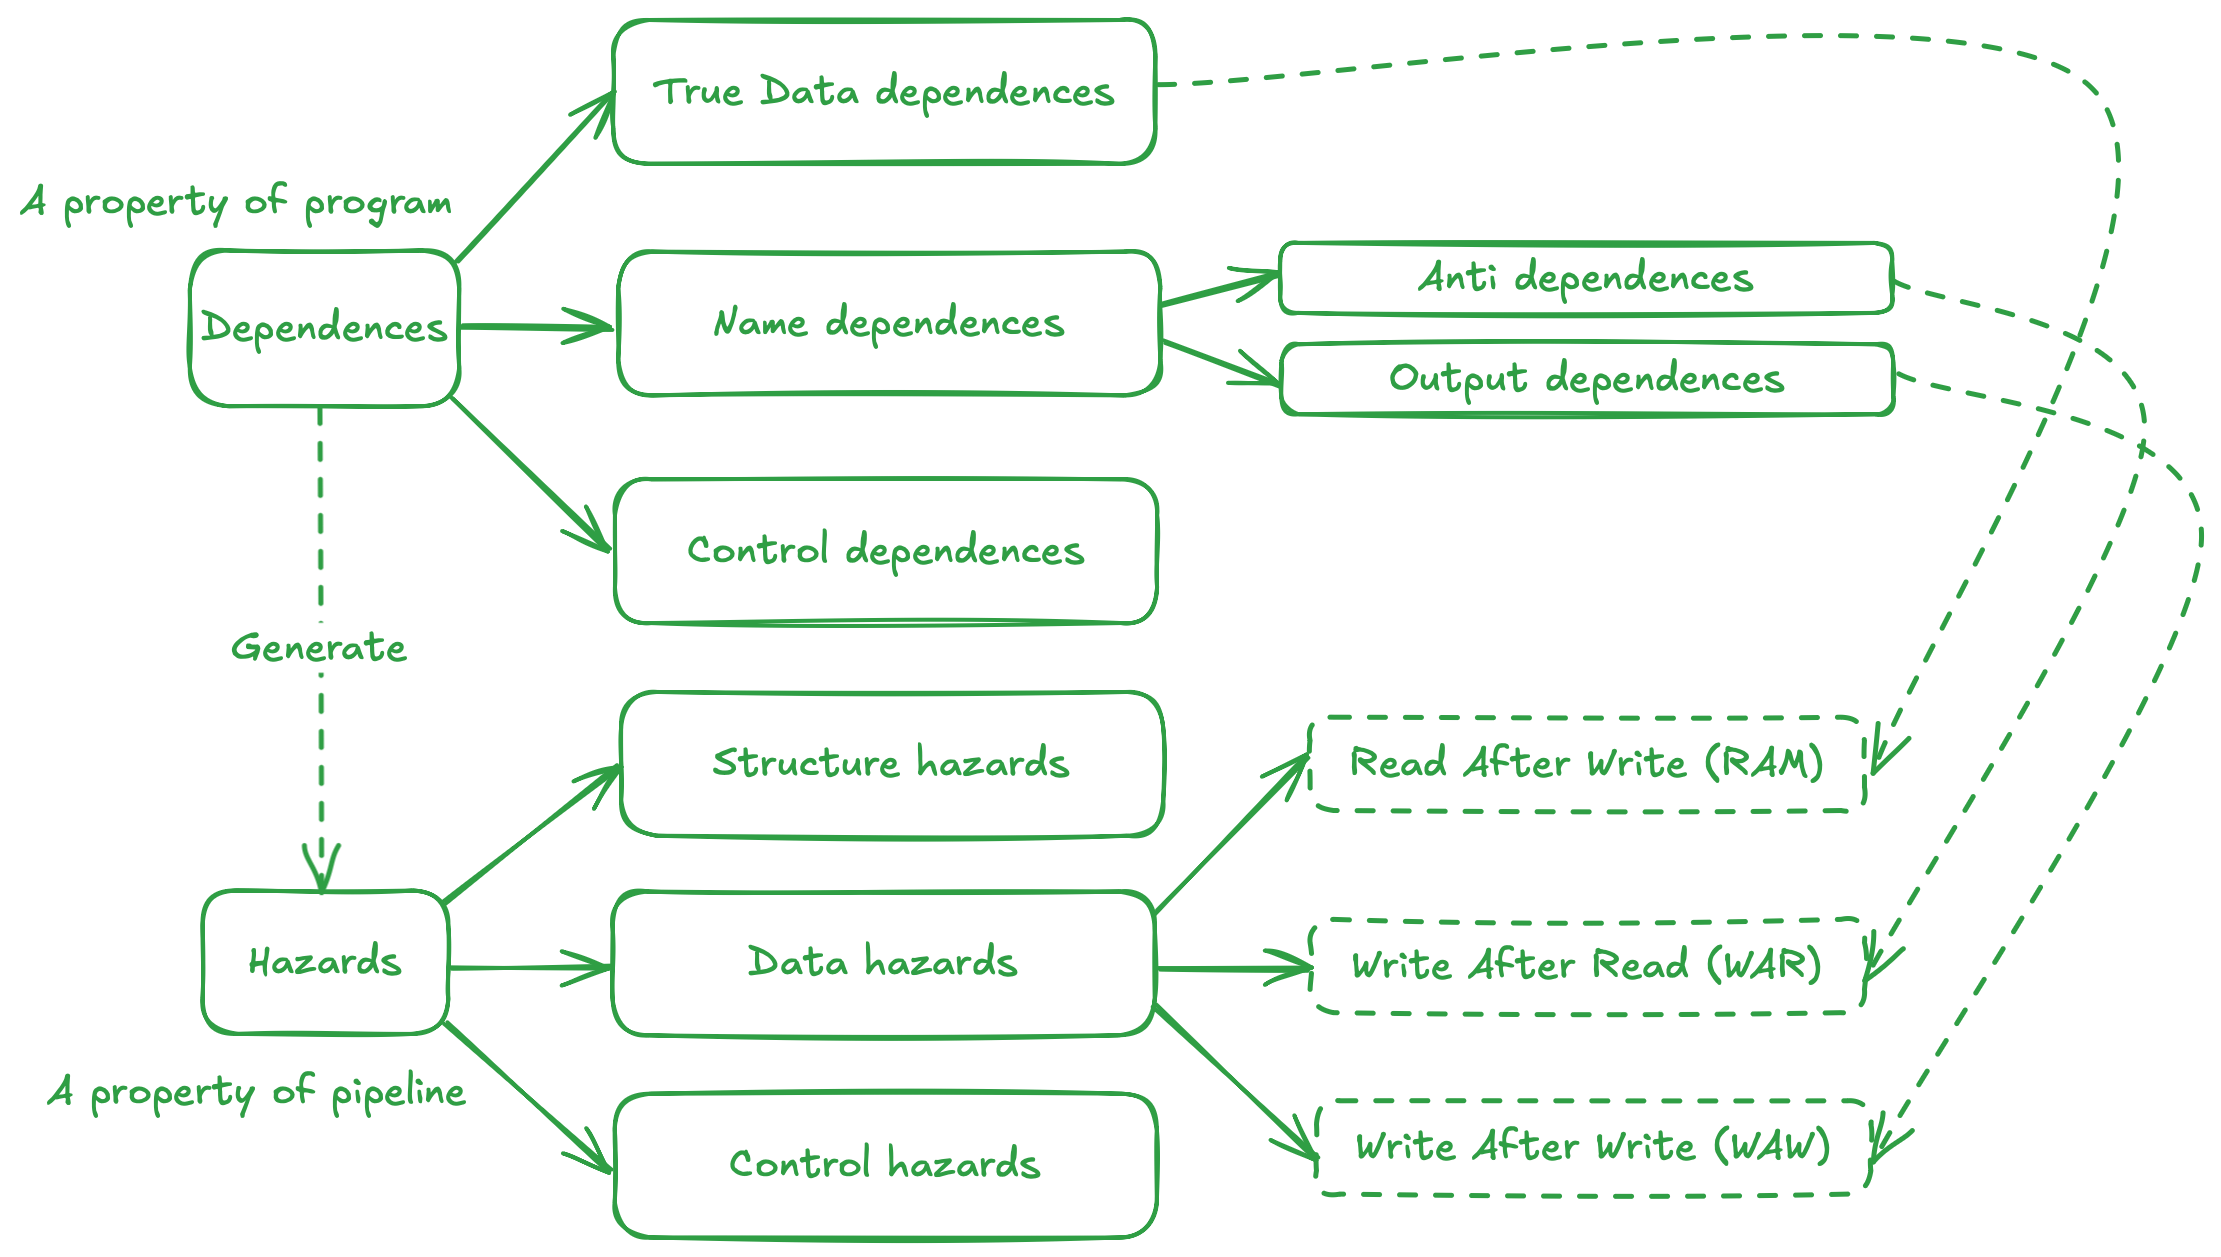 True Data dependences
A property of program
Dependences
Name dependences
Anti dependences
Output dependences
Control dependences
Generate
Structure hazards
Read After Write (RAM)
Hazards
Data hazards
Write After Read (WAR)
A property of pipeline
Control hazards
Write After Write (WAW)